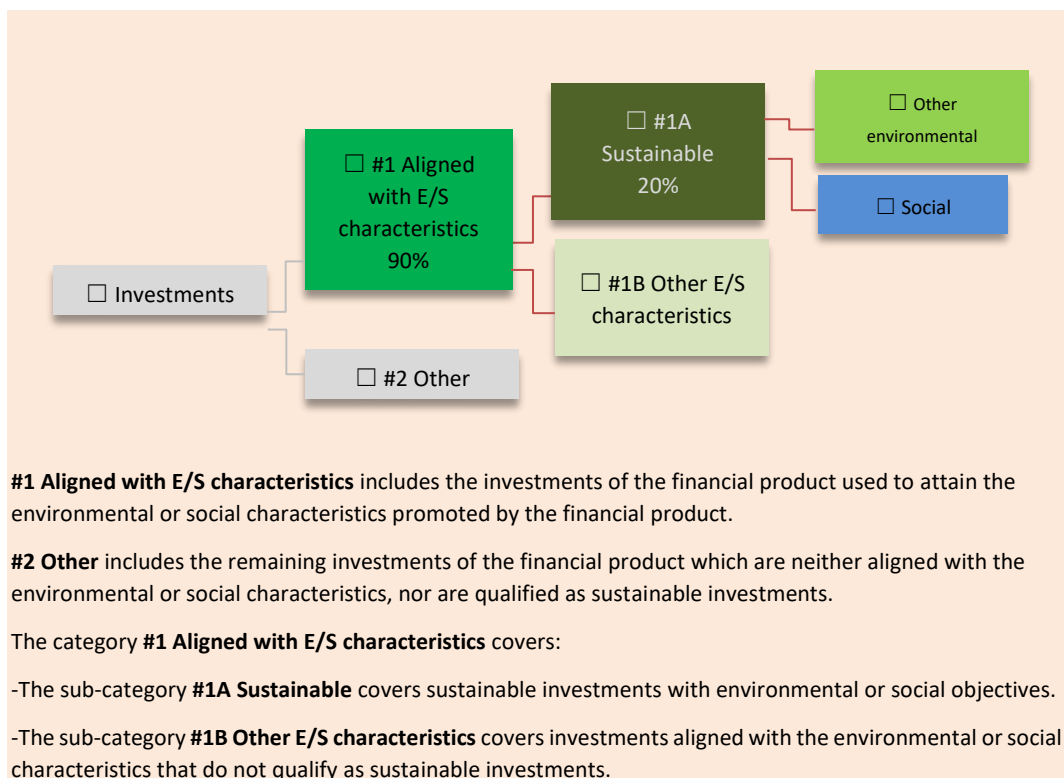 ☐ Other
environmental
☐ #1A
Sustainable
20%
☐ #1 Aligned
with E/S
characteristics
90%
☐ Social
☐ #1B Other E/S
characteristics
☐ Investments
☐ #2 Other
#1 Aligned with E/S characteristics includes the investments of the financial product used to attain the
environmental or social characteristics promoted by the financial product.
#2 Other includes the remaining investments of the financial product which are neither aligned with the
environmental or social characteristics, nor are qualified as sustainable investments.
The category #1 Aligned with E/S characteristics covers:
-The sub-category #1A Sustainable covers sustainable investments with environmental or social objectives.
-The sub-category #1B Other E/S characteristics covers investments aligned with the environmental or social
characteristics that do not qualify as sustainable investments.